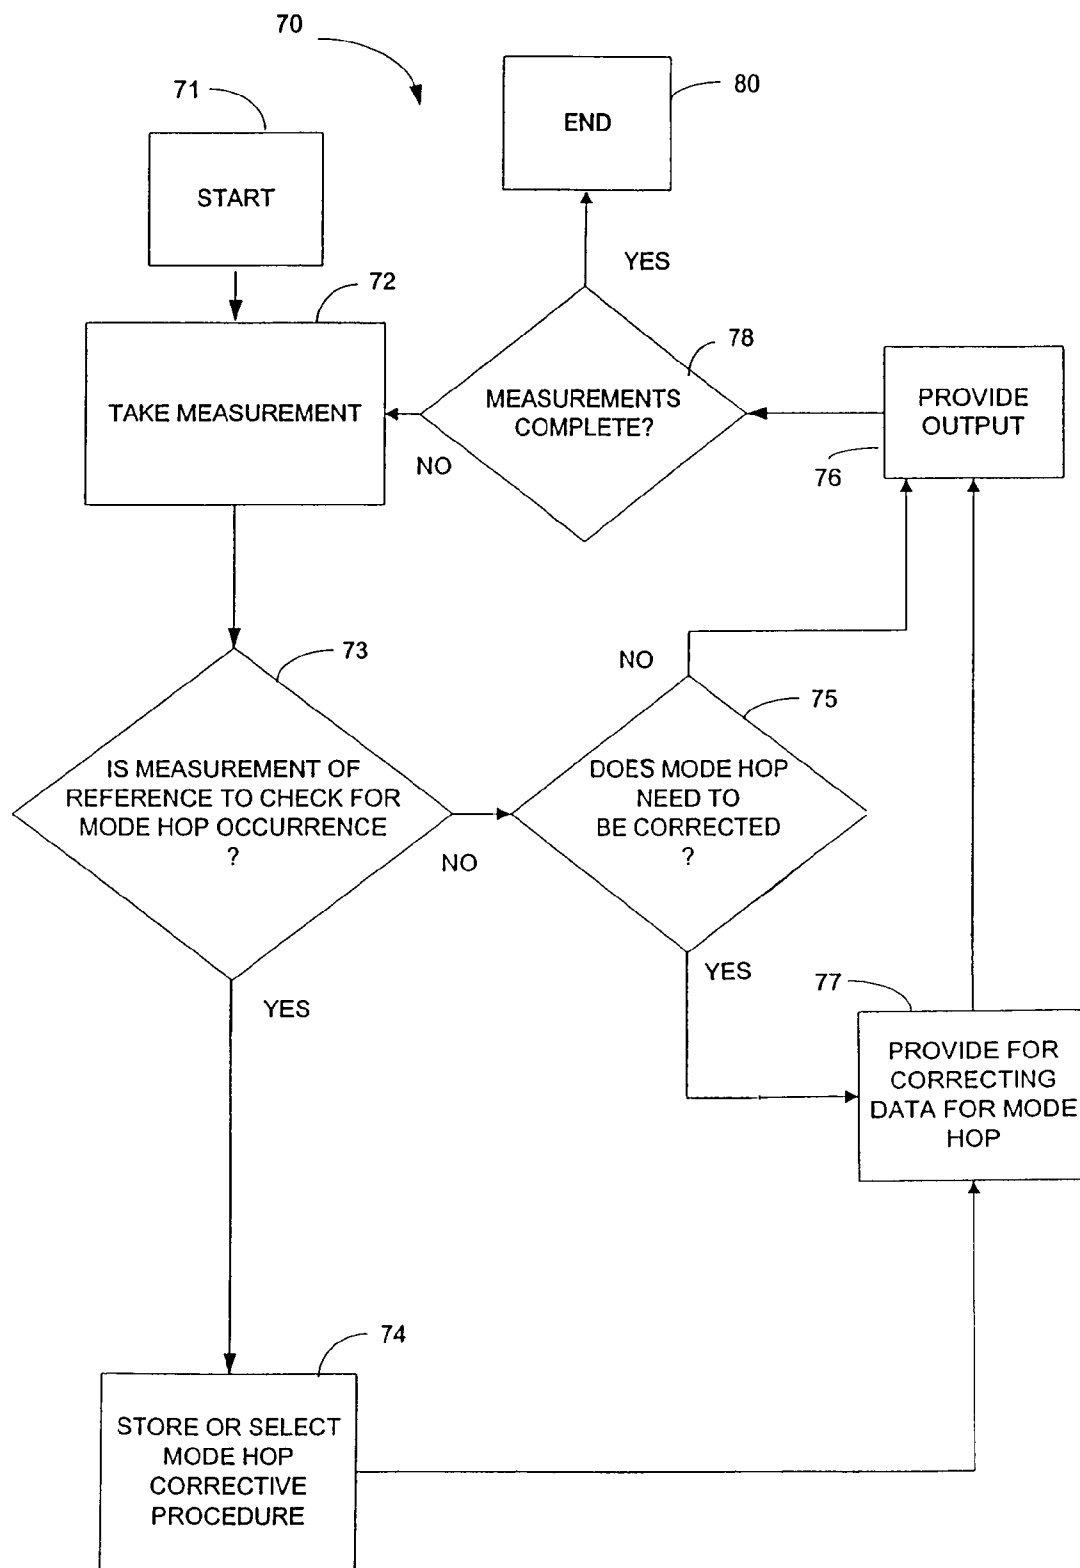 70
71
START
END
80
YES
72
TAKE MEASUREMENT
MEASUREMENTS
COMPLETE?
78
NO
PROVIDE
OUTPUT
76
73
IS MEASUREMENT OF
REFERENCE TO CHECK FOR
MODE HOP OCCURRENCE
?
NO
YES
NO
75
DOES MODE HOP
NEED TO
BE CORRECTED
?
YES
77
PROVIDE FOR
CORRECTING
DATA FOR MODE
HOP
74
STORE OR SELECT
MODE HOP
CORRECTIVE
PROCEDURE